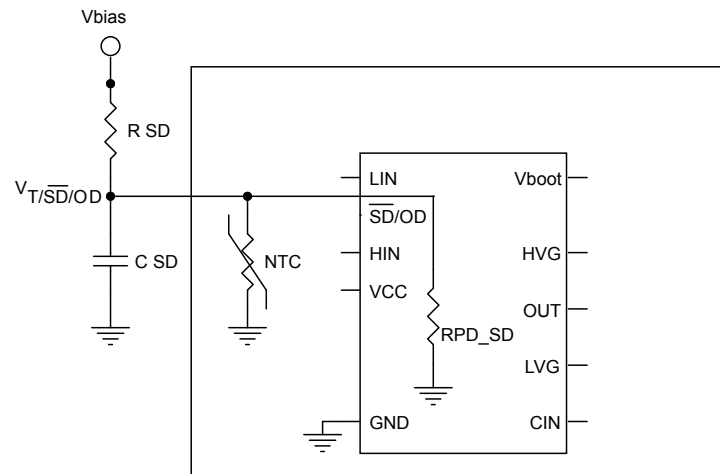 Vbias
R SD
VT/SD/OD
C SD
NTC
LIN
SD/OD
HIN
VCC
GND
RPD_SD
Vboot
HVG
OUT
LVG
CIN